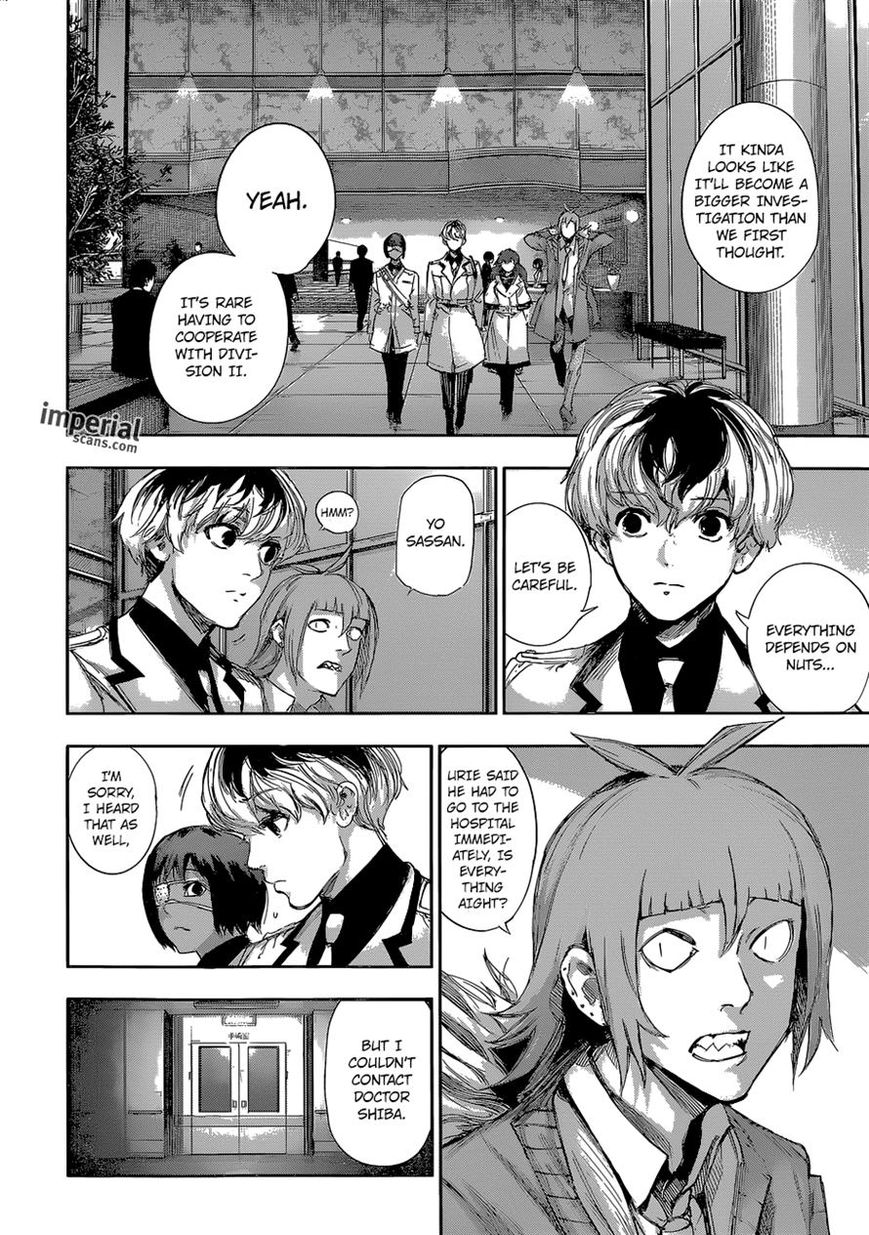 IT KINDA
LOOKS LIKE
IT'LL BECOME A
BIGGER INVES-
TIGATION THAN
WE FIRST
THOUGHT.
YEAH.
IT'S RARE
HAVING TO
COOPERATE
WITH DIVI-
SION II.
imperial
scans.com
EVERYTHING
DEPENDS ON
NUTS...
LET'S BE
CAREFUL.
YO
SASSAN.
HMM?
URIE SAID
HE HAD TO
GO TO THE
HOSPITAL
IMMEDI-
ATELY, IS
EVERY-
THING
AIGHT?
I'M
SORRY,
I HEARD
THAT AS
WELL,
BUT I
COULDN'T
CONTACT
DOCTOR
SHIBA.